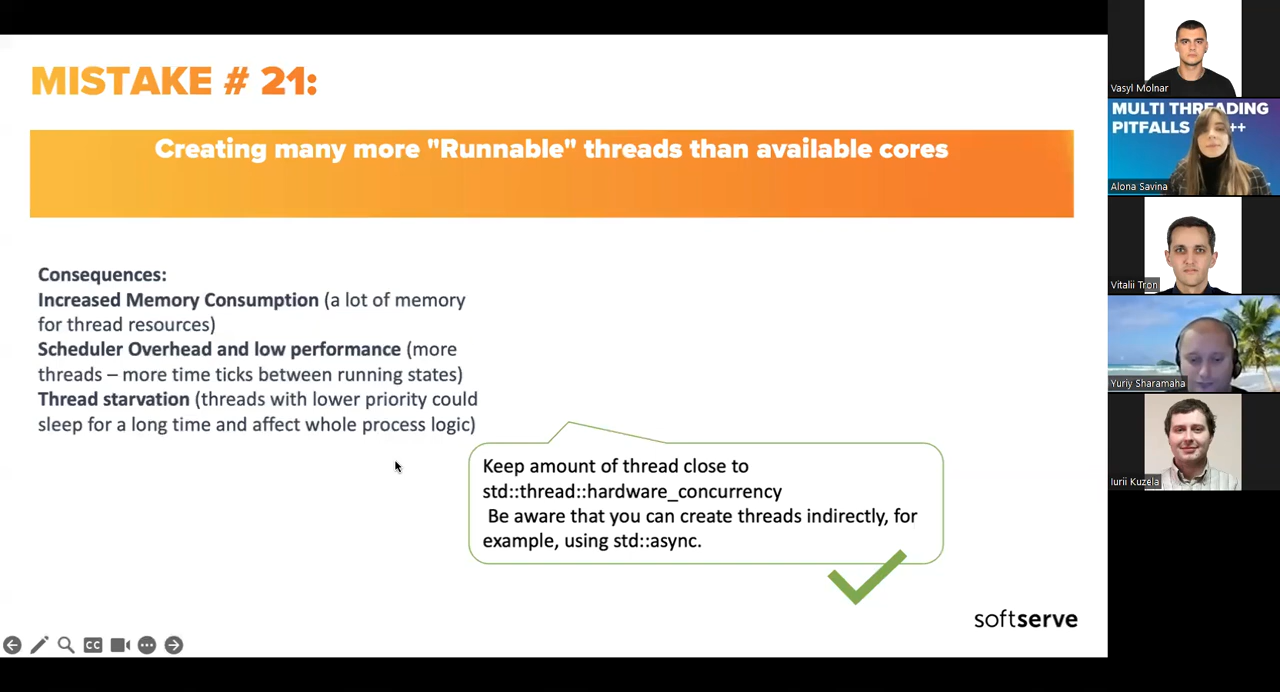 MISTAKE # 21:
Creating many more "Runnable" threads than available cores
Consequences:
Increased Memory Consumption (a lot of memory
for thread resources)
Scheduler Overhead and low performance (more
threads – more time ticks between running states)
Thread starvation (threads with lower priority could
sleep for a long time and affect whole process logic)
Keep amount of thread close to
std::thread::hardware_concurrency
Be aware that you can create threads indirectly, for
example, using std::async.
softserve
CC
Vasyl Molnar
MULTI THREADING
PITFALLS ++
Alona Savina
Vitalii Tron
Yuriy Sharamaha
Iurii Kuzela